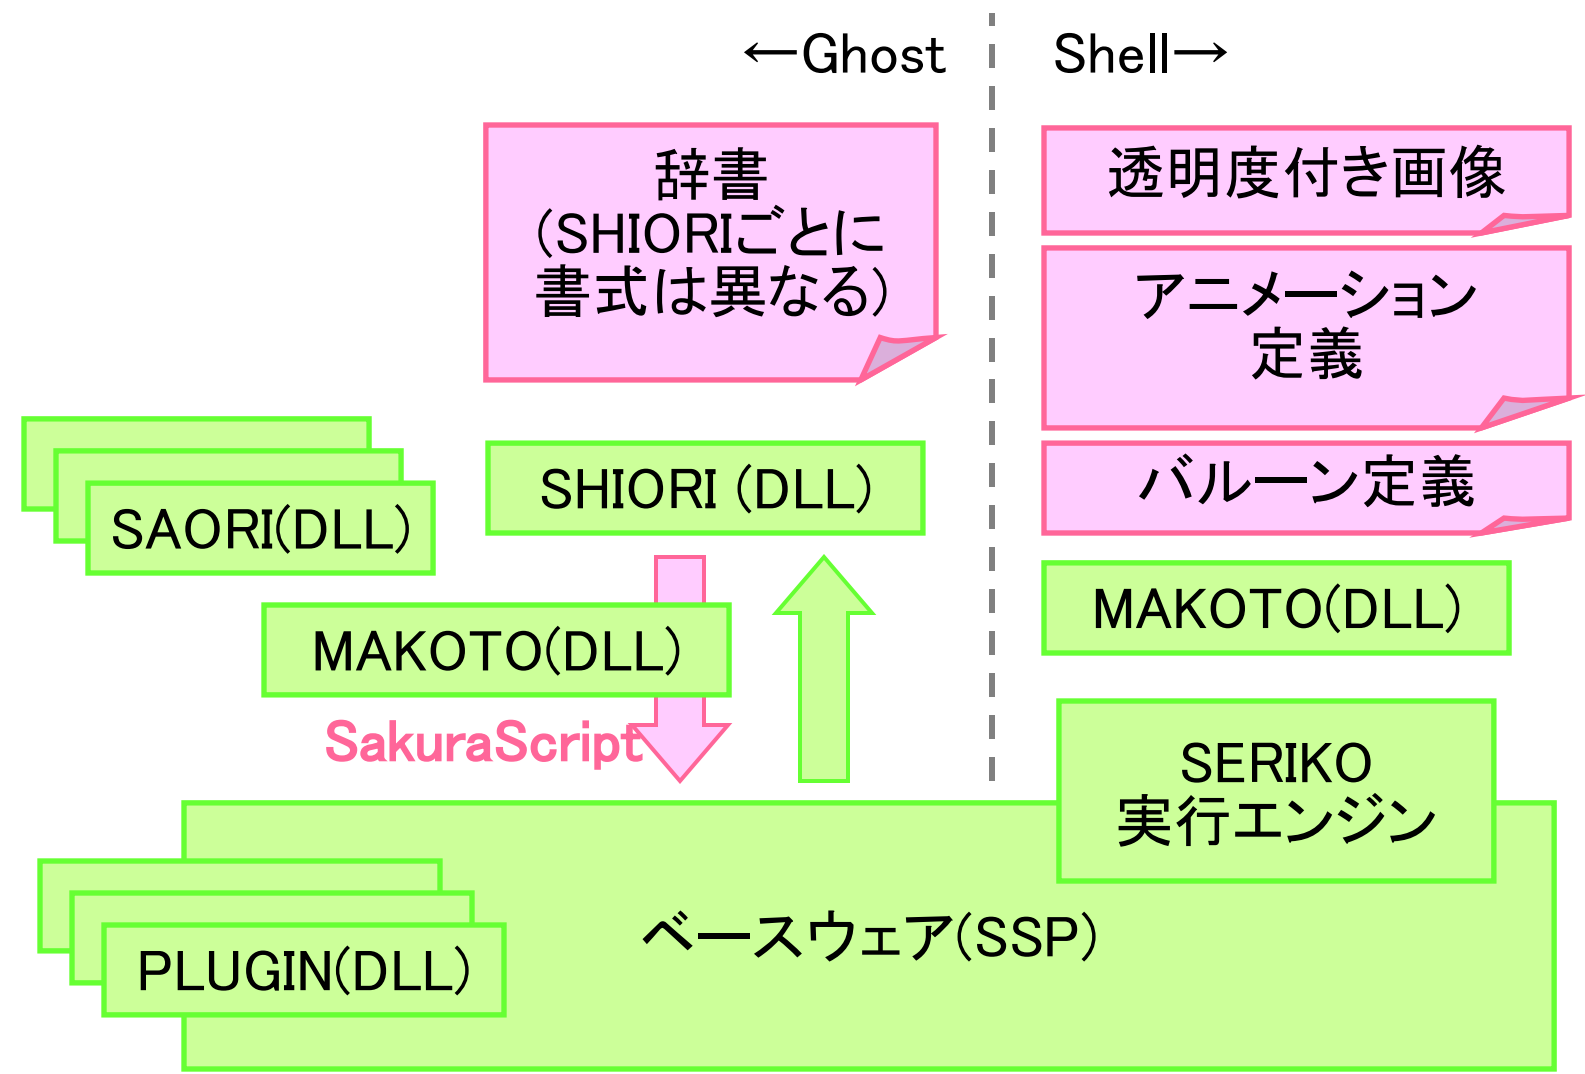 ←Ghost
Shell→
辞書
(SHIORIごとに
書式は異なる)
透明度付き画像
アニメーション
定義
バルーン定義
SHIORI (DLL)
SAORI(DLL)
MAKOTO(DLL)
MAKOTO(DLL)
SakuraScript
SERIKO
実行エンジン
ベースウェア(SSP)
PLUGIN(DLL)